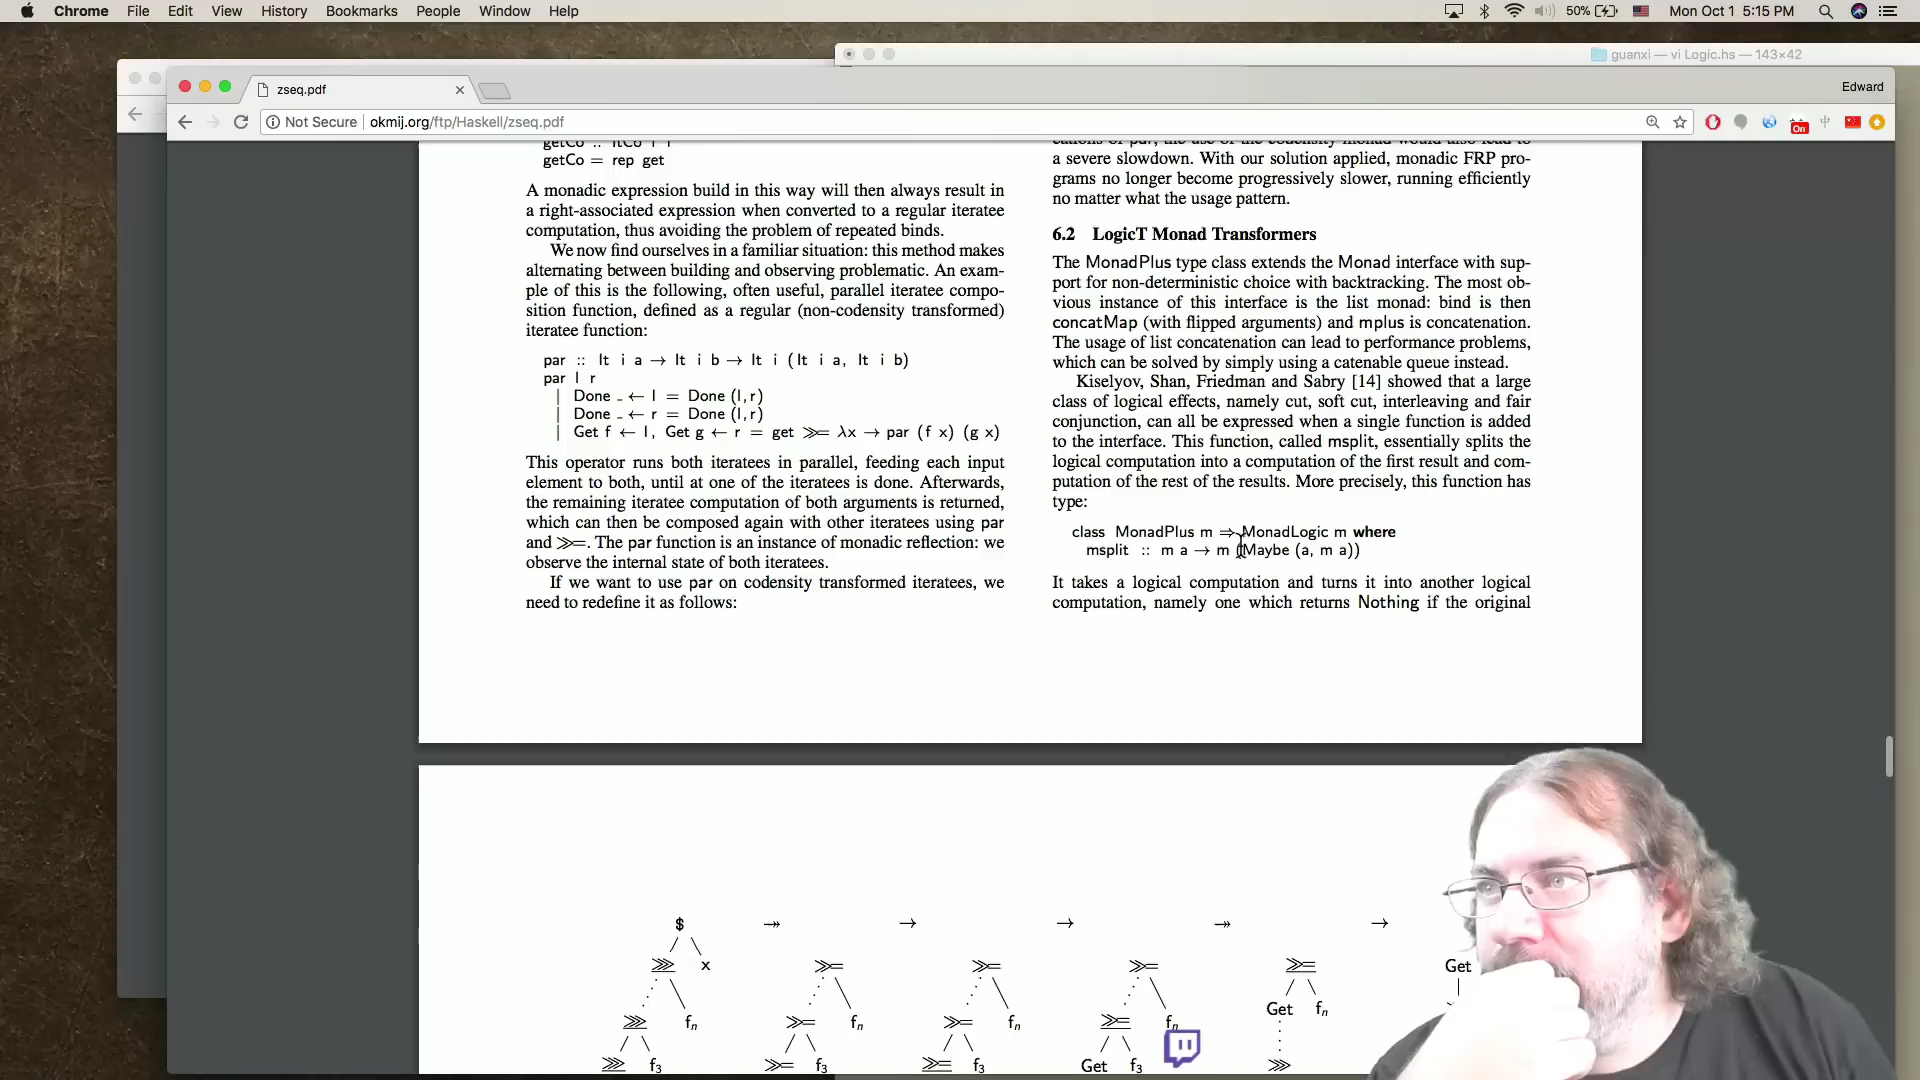 Chrome File Edit View History Bookmarks People Window Help 50% Mon Oct 1 5:15 PM
guanxi — vi Logic.hs — 143×42
zseq.pdf
Edward
Not Secure okmij.org/ftp/Haskell/zseq.pdf
On
getCo = rep get
A monadic expression build in this way will then always result in
a right-associated expression when converted to a regular iteratee
computation, thus avoiding the problem of repeated binds.
We now find ourselves in a familiar situation: this method makes
alternating between building and observing problematic. An exam-
ple of this is the following, often useful, parallel iteratee compo-
sition function, defined as a regular (non-codensity transformed)
iteratee function:
par :: It i a → It i b → It i (It i a, It i b)
par l r
| Done _ ← l = Done (l,r)
| Done _ ← r = Done (l,r)
| Get f ← l, Get g ← r = get ≫= λx → par (f x) (g x)
This operator runs both iteratees in parallel, feeding each input
element to both, until at one of the iteratees is done. Afterwards,
the remaining iteratee computation of both arguments is returned,
which can then be composed again with other iteratees using par
and ≫=. The par function is an instance of monadic reflection: we
observe the internal state of both iteratees.
If we want to use par on codensity transformed iteratees, we
need to redefine it as follows:
a severe slowdown. With our solution applied, monadic FRP pro-
grams no longer become progressively slower, running efficiently
no matter what the usage pattern.
6.2 LogicT Monad Transformers
The MonadPlus type class extends the Monad interface with sup-
port for non-deterministic choice with backtracking. The most ob-
vious instance of this interface is the list monad: bind is then
concatMap (with flipped arguments) and mplus is concatenation.
The usage of list concatenation can lead to performance problems,
which can be solved by simply using a catenable queue instead.
Kiselyov, Shan, Friedman and Sabry [14] showed that a large
class of logical effects, namely cut, soft cut, interleaving and fair
conjunction, can all be expressed when a single function is added
to the interface. This function, called msplit, essentially splits the
logical computation into a computation of the first result and com-
putation of the rest of the results. More precisely, this function has
type:
class MonadPlus m ⇒ MonadLogic m where
msplit :: m a → m (Maybe (a, m a))
It takes a logical computation and turns it into another logical
computation, namely one which returns Nothing if the original
$ ↠ → → ↠ →
⋙ x ≫= ≫= ≫= ≫= Get
Get fn
⋙ fn ≫= fn ≫= fn ≫= fn
⋙ f3 ≫= f3 ≫= f3 Get f3 ⋙